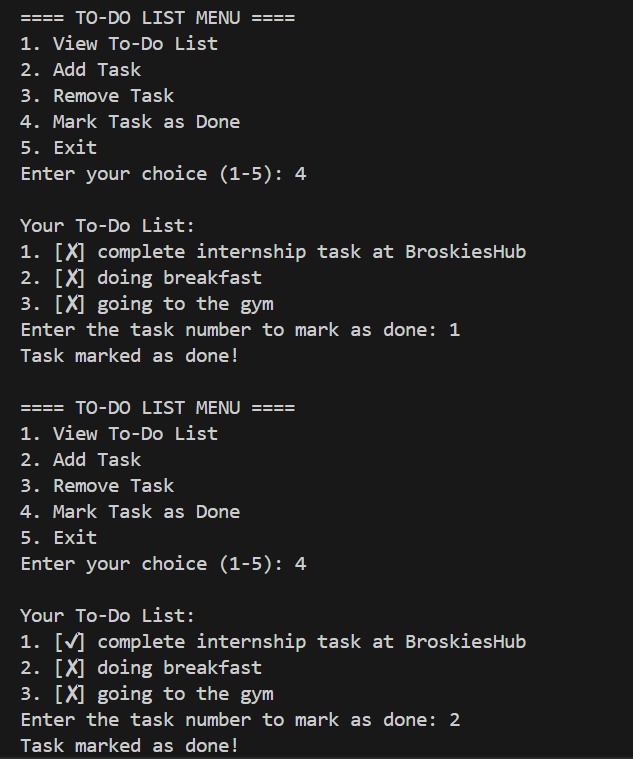 ==== TO-DO LIST MENU ====
1. View To-Do List
2. Add Task
3. Remove Task
4. Mark Task as Done
5. Exit
Enter your choice (1-5): 4
Your To-Do List:
1. [✗] complete internship task at BroskiesHub
2. [✗] doing breakfast
3. [✗] going to the gym
Enter the task number to mark as done: 1
Task marked as done!
==== TO-DO LIST MENU ====
1. View To-Do List
2. Add Task
3. Remove Task
4. Mark Task as Done
5. Exit
Enter your choice (1-5): 4
Your To-Do List:
1. [✓] complete internship task at BroskiesHub
2. [✗] doing breakfast
3. [✗] going to the gym
Enter the task number to mark as done: 2
Task marked as done!